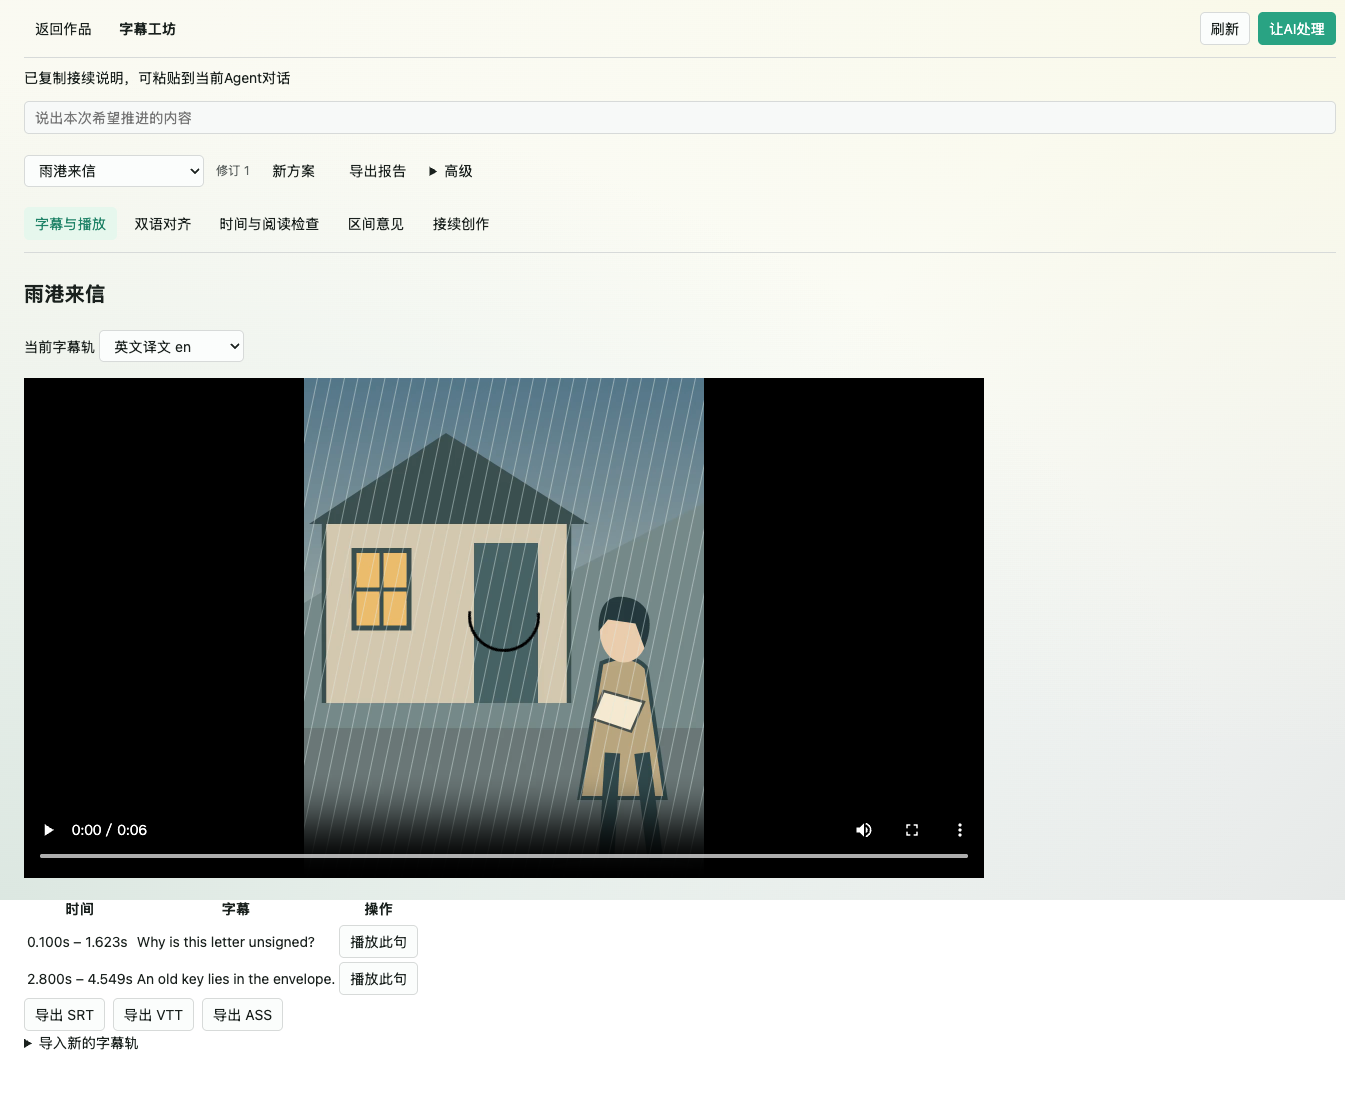 返回作品 字幕工坊 刷新 让AI处理
已复制接续说明，可粘贴到当前Agent对话
说出本次希望推进的内容
雨港来信 修订 1 新方案 导出报告 ▶ 高级
字幕与播放 双语对齐 时间与阅读检查 区间意见 接续创作
雨港来信
当前字幕轨 英文译文 en
0:00 / 0:06
时间 字幕 操作
0.100s – 1.623s Why is this letter unsigned? 播放此句
2.800s – 4.549s An old key lies in the envelope. 播放此句
导出 SRT 导出 VTT 导出 ASS
▶ 导入新的字幕轨